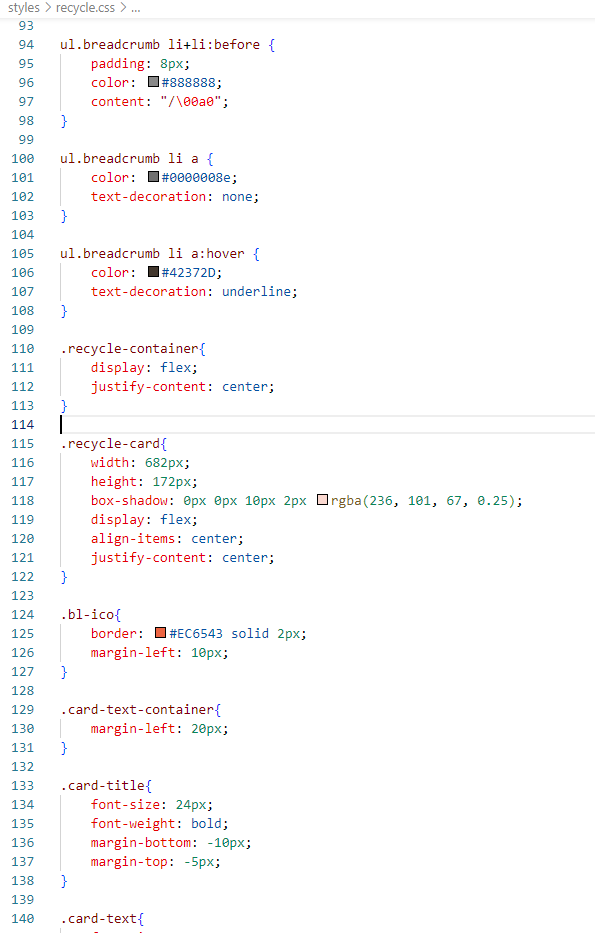 styles > recycle.css > ...
93
94 ul.breadcrumb li+li:before {
95     padding: 8px;
96     color: #888888;
97     content: "/\00a0";
98 }
99
100 ul.breadcrumb li a {
101     color: #0000008e;
102     text-decoration: none;
103 }
104
105 ul.breadcrumb li a:hover {
106     color: #42372D;
107     text-decoration: underline;
108 }
109
110 .recycle-container{
111     display: flex;
112     justify-content: center;
113 }
114
115 .recycle-card{
116     width: 682px;
117     height: 172px;
118     box-shadow: 0px 0px 10px 2px rgba(236, 101, 67, 0.25);
119     display: flex;
120     align-items: center;
121     justify-content: center;
122 }
123
124 .bl-ico{
125     border: #EC6543 solid 2px;
126     margin-left: 10px;
127 }
128
129 .card-text-container{
130     margin-left: 20px;
131 }
132
133 .card-title{
134     font-size: 24px;
135     font-weight: bold;
136     margin-bottom: -10px;
137     margin-top: -5px;
138 }
139
140 .card-text{